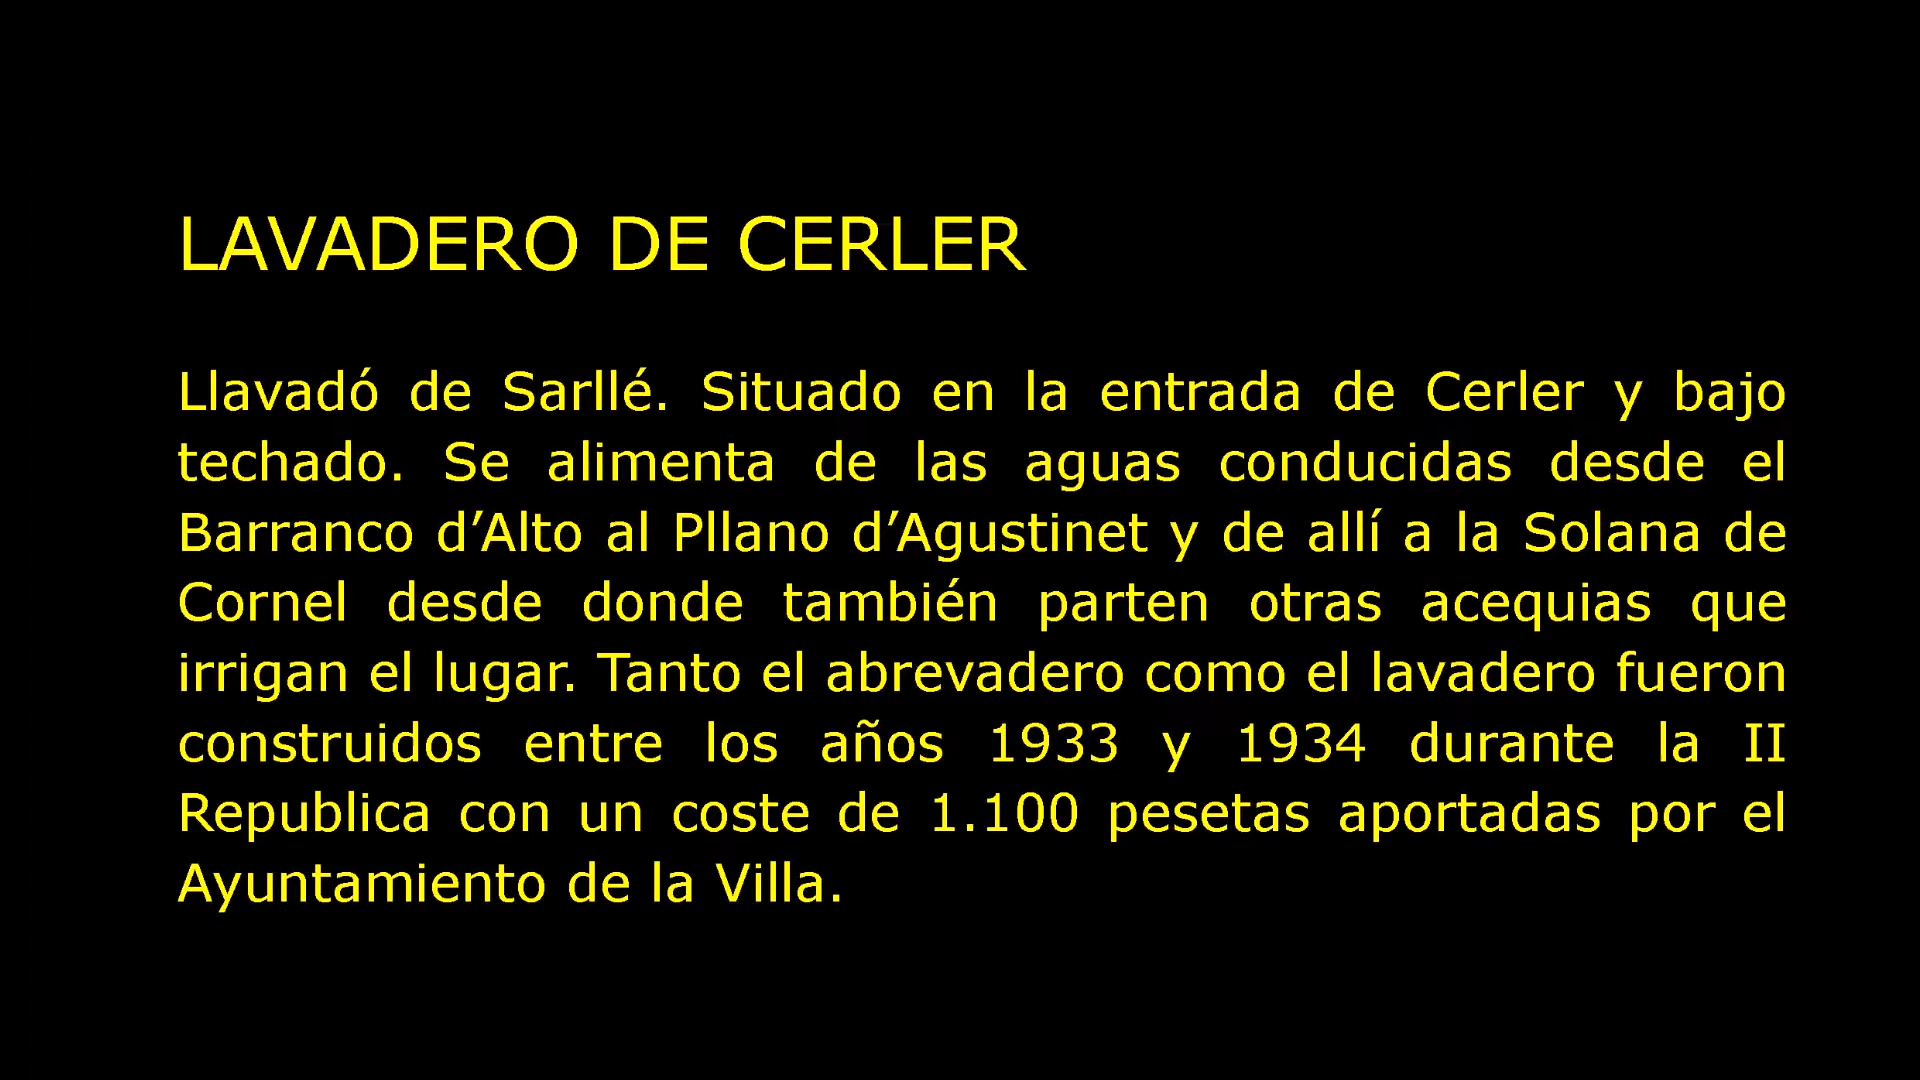 LAVADERO DE CERLER
Llavadó de Sarllé. Situado en la entrada de Cerler y bajo
techado. Se alimenta de las aguas conducidas desde el
Barranco d’Alto al Pllano d’Agustinet y de allí a la Solana de
Cornel desde donde también parten otras acequias que
irrigan el lugar. Tanto el abrevadero como el lavadero fueron
construidos entre los años 1933 y 1934 durante la II
Republica con un coste de 1.100 pesetas aportadas por el
Ayuntamiento de la Villa.